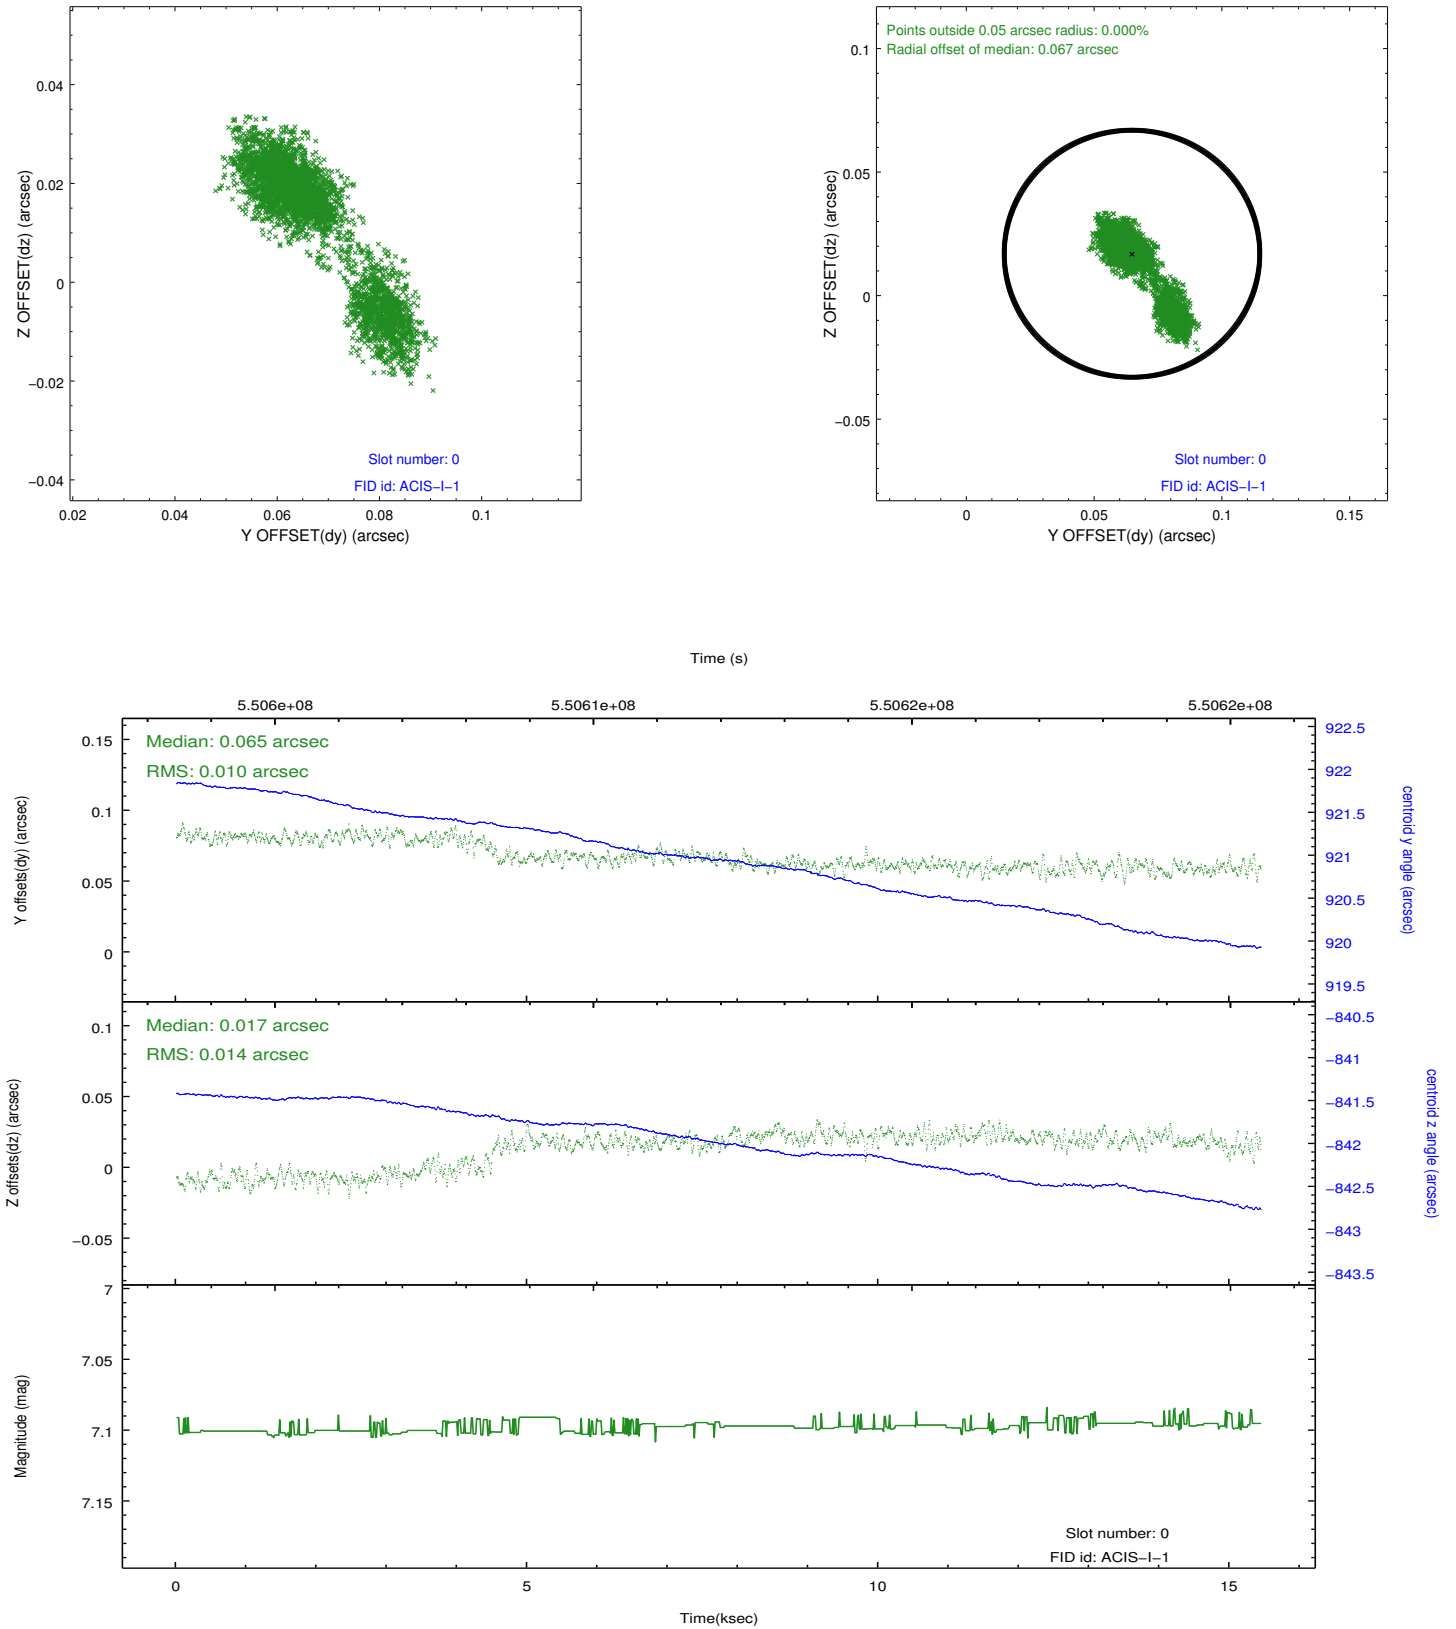 0.04
0.02
0
−0.02
−0.04
Z OFFSET(dz) (arcsec)
Slot number: 0
FID id: ACIS−I−1
0.02 0.04 0.06 0.08 0.1
Y OFFSET(dy) (arcsec)
Points outside 0.05 arcsec radius: 0.000%
Radial offset of median: 0.067 arcsec
0.1
0.05
0
−0.05
Z OFFSET(dz) (arcsec)
Slot number: 0
FID id: ACIS−I−1
0 0.05 0.1 0.15
Y OFFSET(dy) (arcsec)
Time (s)
5.506e+08 5.5061e+08 5.5062e+08 5.5062e+08
Median: 0.065 arcsec
RMS: 0.010 arcsec
0.15
0.1
0.05
0
Y offsets(dy) (arcsec)
922.5
922
921.5
921
920.5
920
919.5
centroid y angle (arcsec)
Median: 0.017 arcsec
RMS: 0.014 arcsec
0.1
0.05
0
−0.05
Z offsets(dz) (arcsec)
−840.5
−841
−841.5
−842
−842.5
−843
−843.5
centroid z angle (arcsec)
7
7.05
7.1
7.15
Magnitude (mag)
Slot number: 0
FID id: ACIS−I−1
0 5 10 15
Time(ksec)